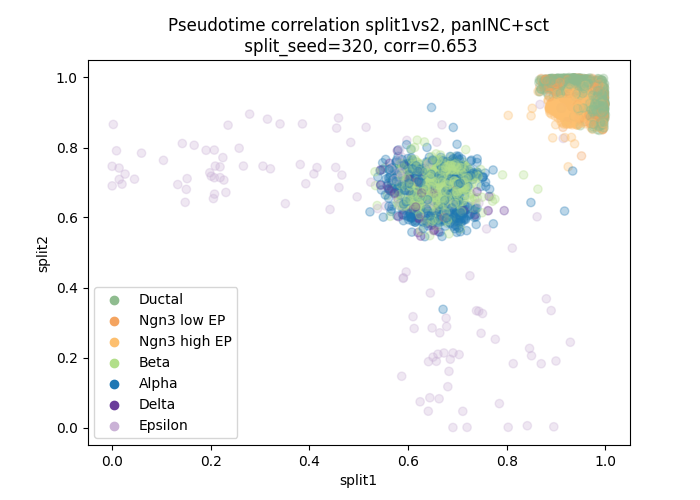 Pseudotime correlation split1vs2, panINC+sct
split_seed=320, corr=0.653
1.0
0.8
0.6
0.4
0.2
0.0
split2
Ductal
Ngn3 low EP
Ngn3 high EP
Beta
Alpha
Delta
Epsilon
0.0 0.2 0.4 0.6 0.8 1.0
split1